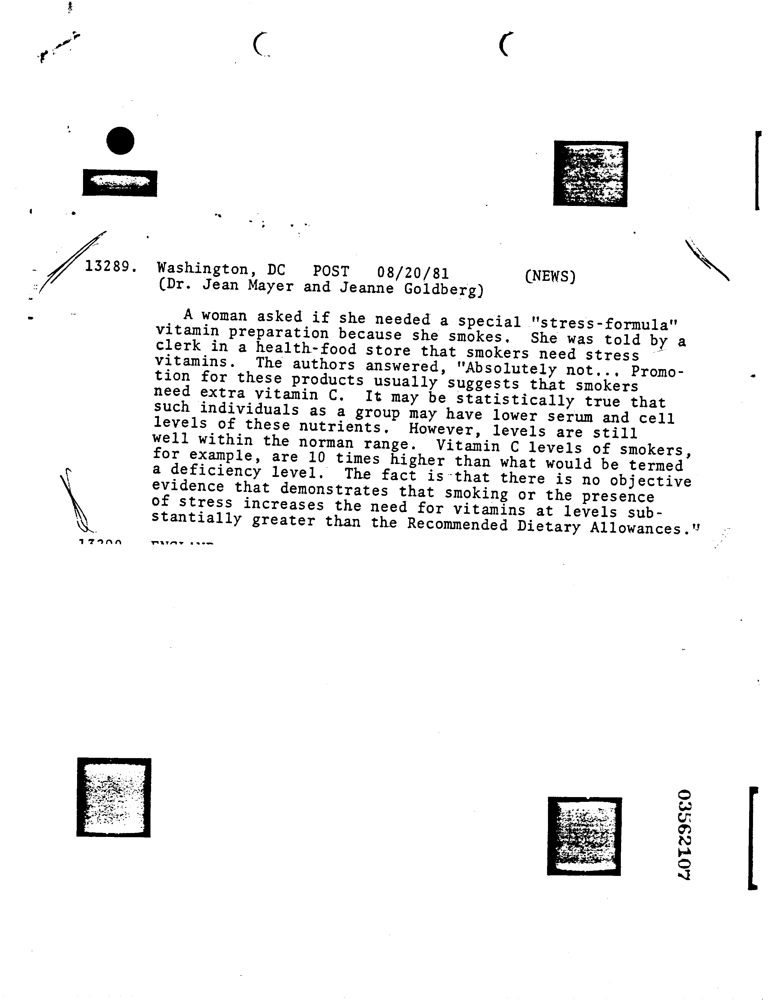 13289. Washington, DC POST 08/20/81 (NEWS)
(Dr. Jean Mayer and Jeanne Goldberg)
A woman asked if she needed a special "stress-formula"
vitamin preparation because she smokes. She was told by a
clerk in a health-food store that smokers need stress
vitamins. The authors answered, "Absolutely not... Promo-
tion for these products usually suggests that smokers
need extra vitamin C. It may be statistically true that
such individuals as a group may have lower serum and cell
levels of these nutrients. However, levels are still
well within the norman range. Vitamin C levels of smokers,
for example, are 10 times higher than what would be termed
a deficiency level. The fact is that there is no objective
evidence that demonstrates that smoking or the presence
of stress increases the need for vitamins at levels sub-
stantially greater than the Recommended Dietary Allowances."
03562107